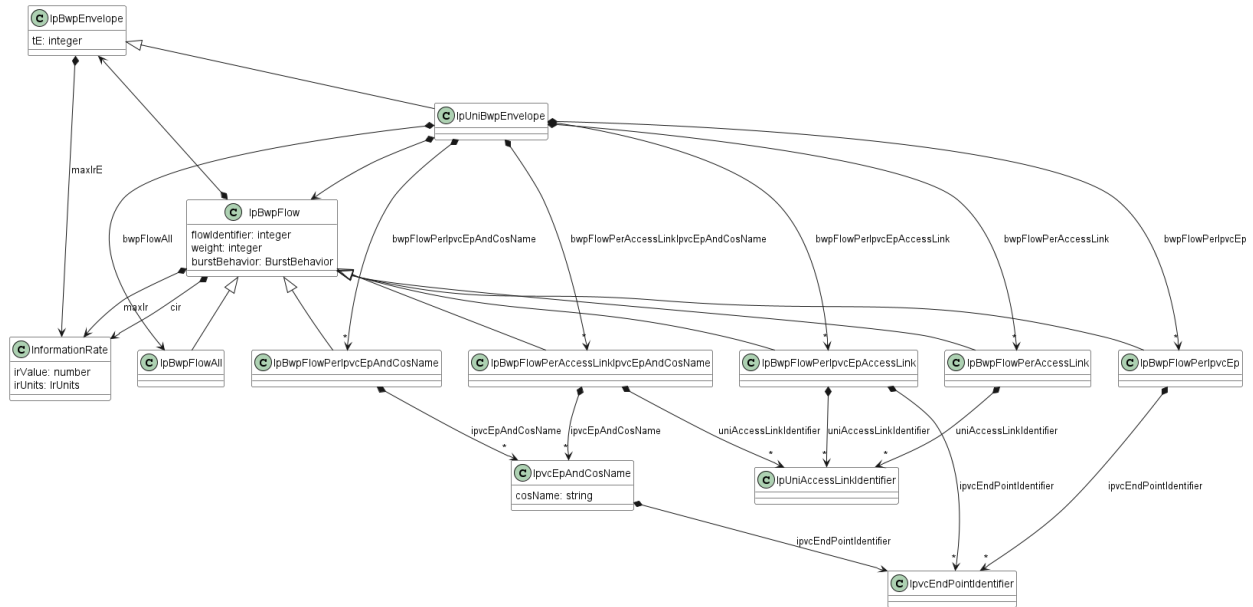 C IpBwpEnvelope
tE: integer
C IpUniBwpEnvelope
maxIrE
C IpBwpFlow
flowIdentifier: integer
weight: integer
burstBehavior: BurstBehavior
bwpFlowAll
bwpFlowPerIpvcEpAndCosName
bwpFlowPerAccessLinkIpvcEpAndCosName
bwpFlowPerIpvcEpAccessLink
bwpFlowPerAccessLink
bwpFlowPerIpvcEp
maxIr
cir
*
*
*
*
*
C InformationRate
irValue: number
irUnits: IrUnits
C IpBwpFlowAll
C IpBwpFlowPerIpvcEpAndCosName
C IpBwpFlowPerAccessLinkIpvcEpAndCosName
C IpBwpFlowPerIpvcEpAccessLink
C IpBwpFlowPerAccessLink
C IpBwpFlowPerIpvcEp
ipvcEpAndCosName
ipvcEpAndCosName
uniAccessLinkIdentifier
uniAccessLinkIdentifier
uniAccessLinkIdentifier
*
*
*
*
*
C IpvcEpAndCosName
cosName: string
C IpUniAccessLinkIdentifier
ipvcEndPointIdentifier
ipvcEndPointIdentifier
ipvcEndPointIdentifier
*
*
C IpvcEndPointIdentifier